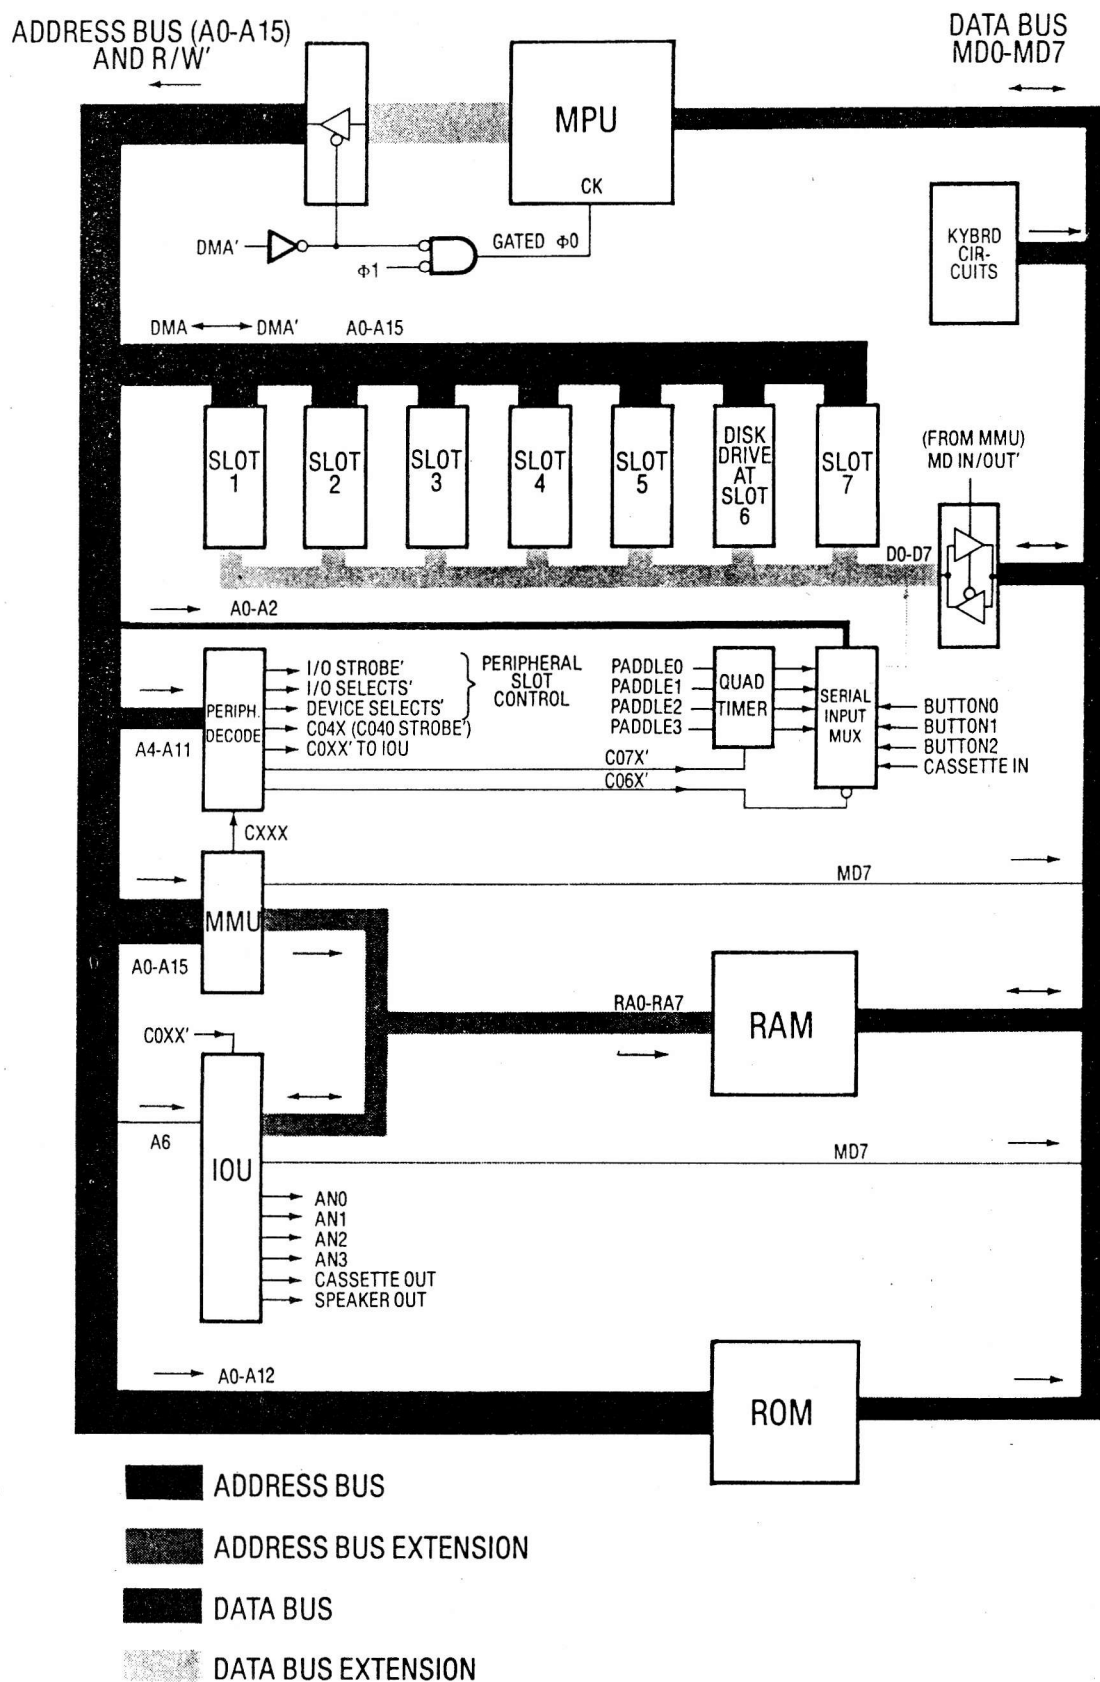 ADDRESS BUS (A0-A15)
AND R/W'
DATA BUS
MD0-MD7
MPU
CK
KYBRD
CIR-
CUITS
DMA'
GATED Φ0
Φ1
DMA
DMA'
A0-A15
SLOT
1
SLOT
2
SLOT
3
SLOT
4
SLOT
5
DISK
DRIVE
AT
SLOT
6
SLOT
7
(FROM MMU)
MD IN/OUT'
D0-D7
A0-A2
PERIPH.
DECODE
A4-A11
I/O STROBE'
I/O SELECTS'
DEVICE SELECTS'
C04X (C040 STROBE')
C0XX' TO IOU
PERIPHERAL
SLOT
CONTROL
PADDLE0
PADDLE1
PADDLE2
PADDLE3
QUAD
TIMER
SERIAL
INPUT
MUX
BUTTON0
BUTTON1
BUTTON2
CASSETTE IN
C07X'
C06X'
CXXX
MMU
MD7
A0-A15
RA0-RA7
RAM
C0XX'
A6
IOU
MD7
AN0
AN1
AN2
AN3
CASSETTE OUT
SPEAKER OUT
A0-A12
ROM
ADDRESS BUS
ADDRESS BUS EXTENSION
DATA BUS
DATA BUS EXTENSION